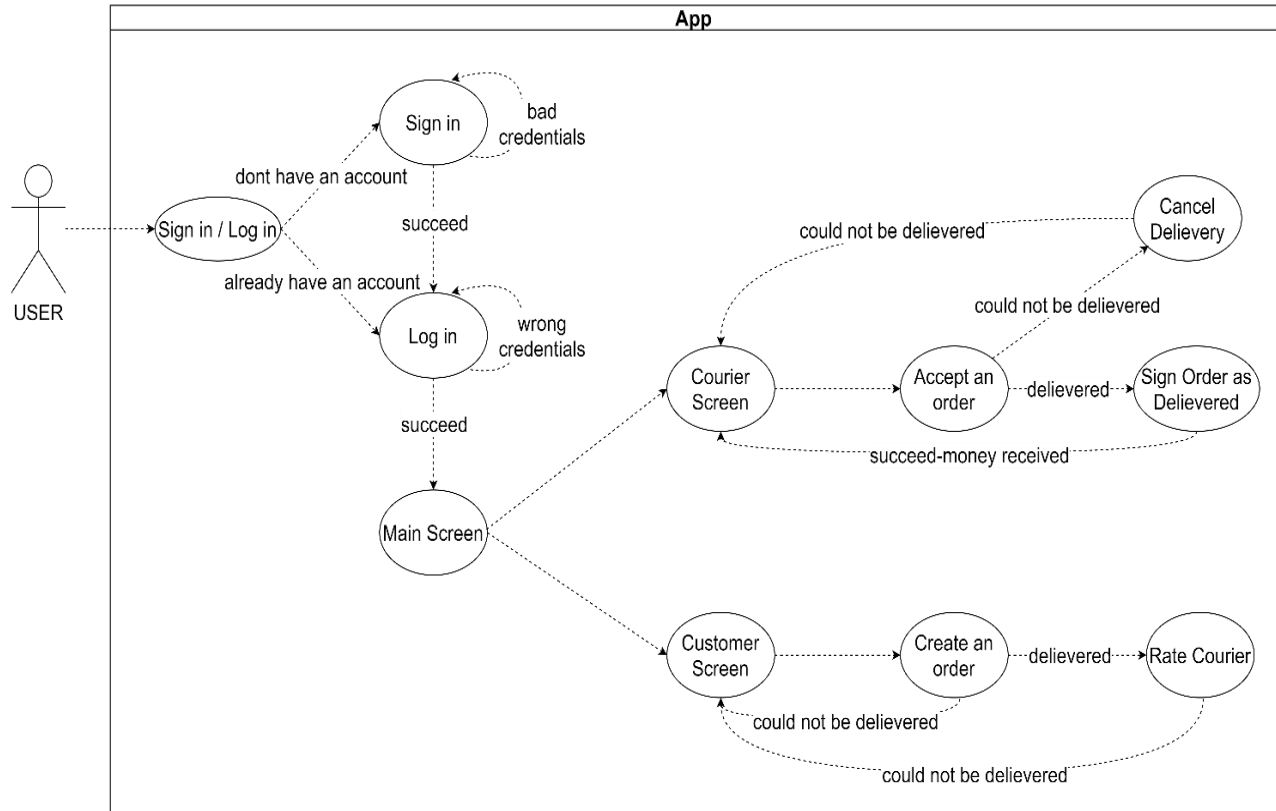 App
Sign in
bad
credentials
dont have an account
Sign in / Log in
succeed
USER
already have an account
Log in
wrong
credentials
succeed
Main Screen
Cancel
Delievery
could not be delievered
could not be delievered
Courier
Screen
Accept an
order
delievered
Sign Order as
Delievered
succeed-money received
Customer
Screen
Create an
order
delievered
Rate Courier
could not be delievered
could not be delievered